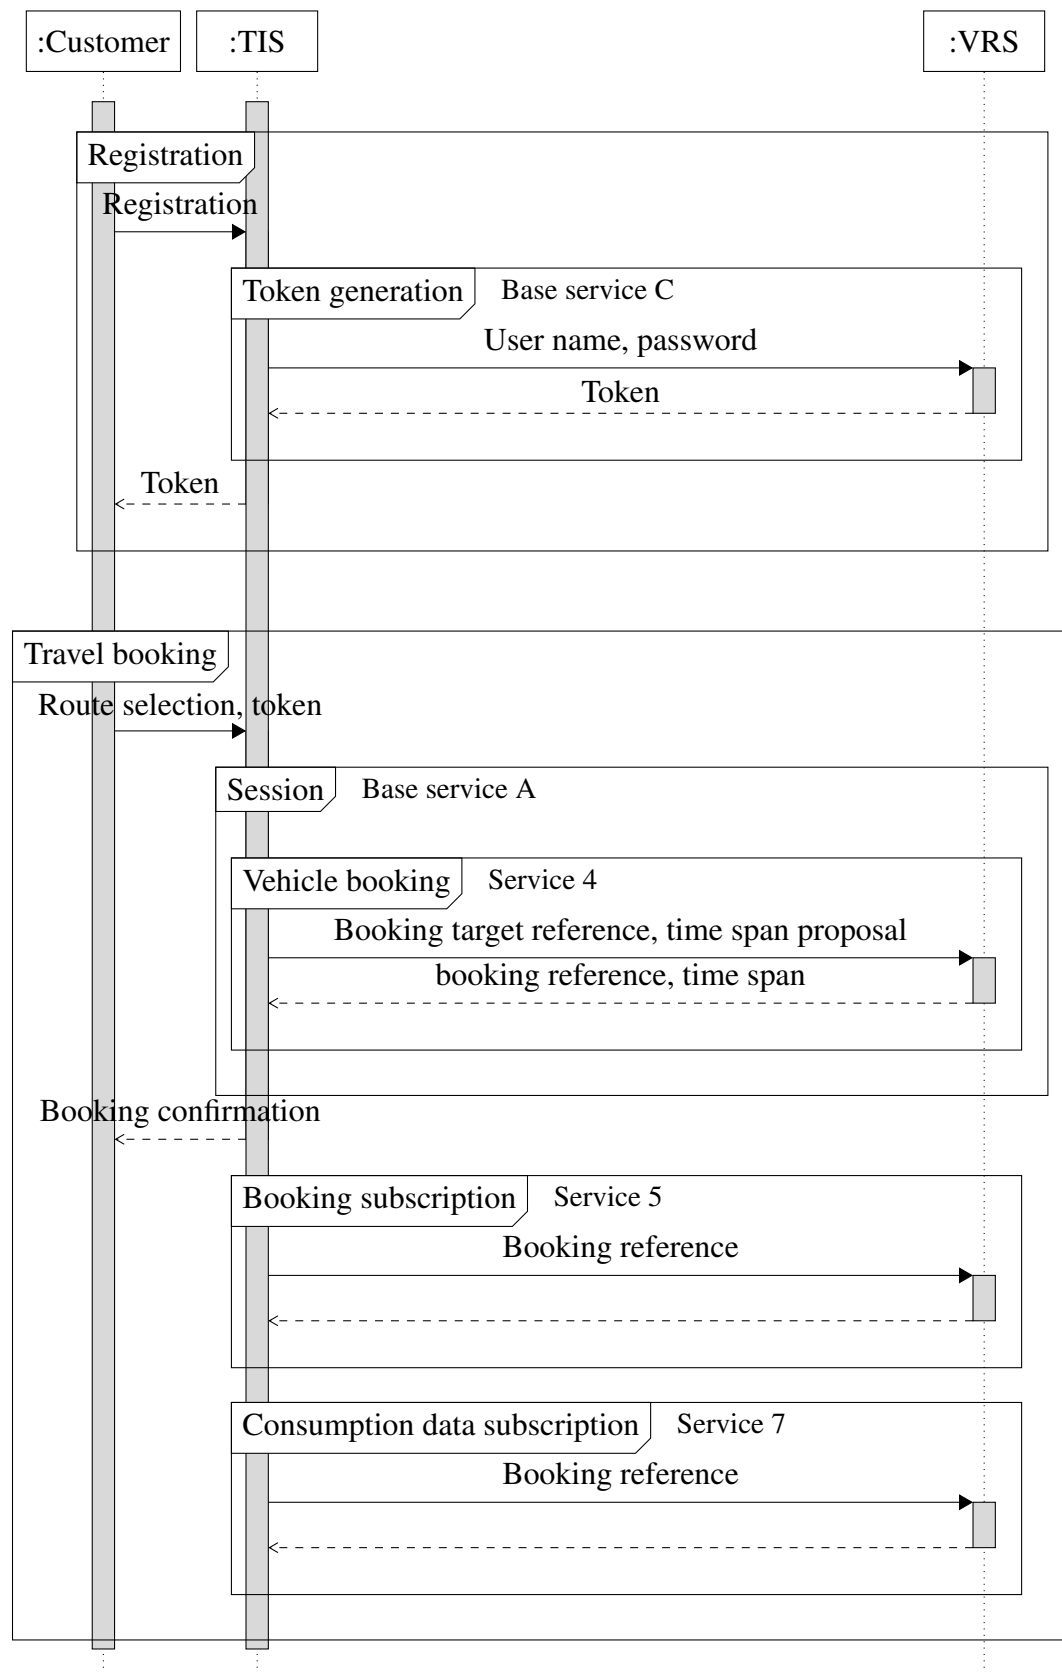 :Customer
:TIS
:VRS
Registration
Registration
Token generation
Base service C
User name, password
Token
Token
Travel booking
Route selection, token
Session
Base service A
Vehicle booking
Service 4
Booking target reference, time span proposal
booking reference, time span
Booking confirmation
Booking subscription
Service 5
Booking reference
Consumption data subscription
Service 7
Booking reference